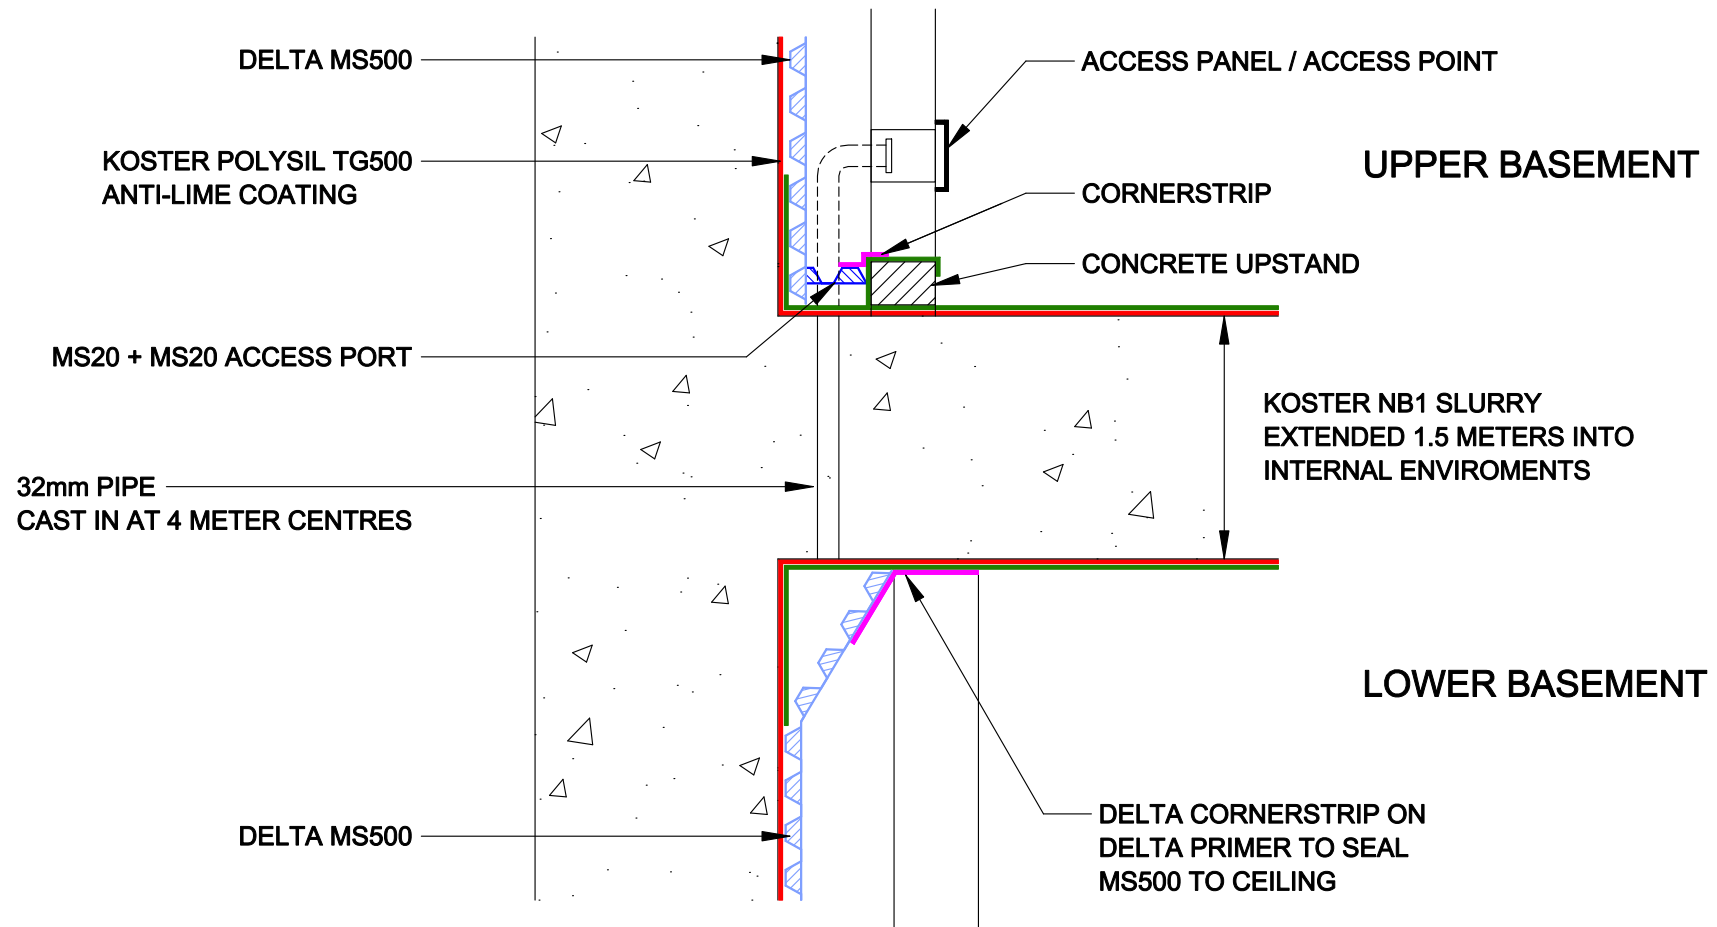 DELTA MS500
KOSTER POLYSIL TG500
ANTI-LIME COATING
MS20 + MS20 ACCESS PORT
32mm PIPE
CAST IN AT 4 METER CENTRES
DELTA MS500
ACCESS PANEL / ACCESS POINT
UPPER BASEMENT
CORNERSTRIP
CONCRETE UPSTAND
KOSTER NB1 SLURRY
EXTENDED 1.5 METERS INTO
INTERNAL ENVIROMENTS
LOWER BASEMENT
DELTA CORNERSTRIP ON
DELTA PRIMER TO SEAL
MS500 TO CEILING